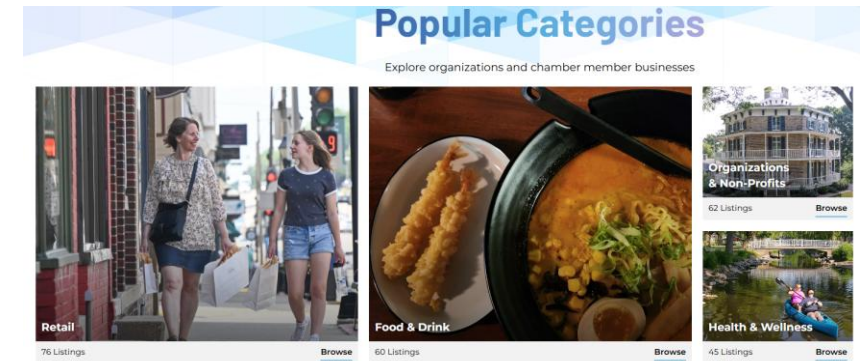 Popular Categories
Explore organizations and chamber member businesses
Retail
76 Listings
Browse
Food & Drink
60 Listings
Browse
Organizations
& Non-Profits
62 Listings
Browse
Health & Wellness
45 Listings
Browse
9